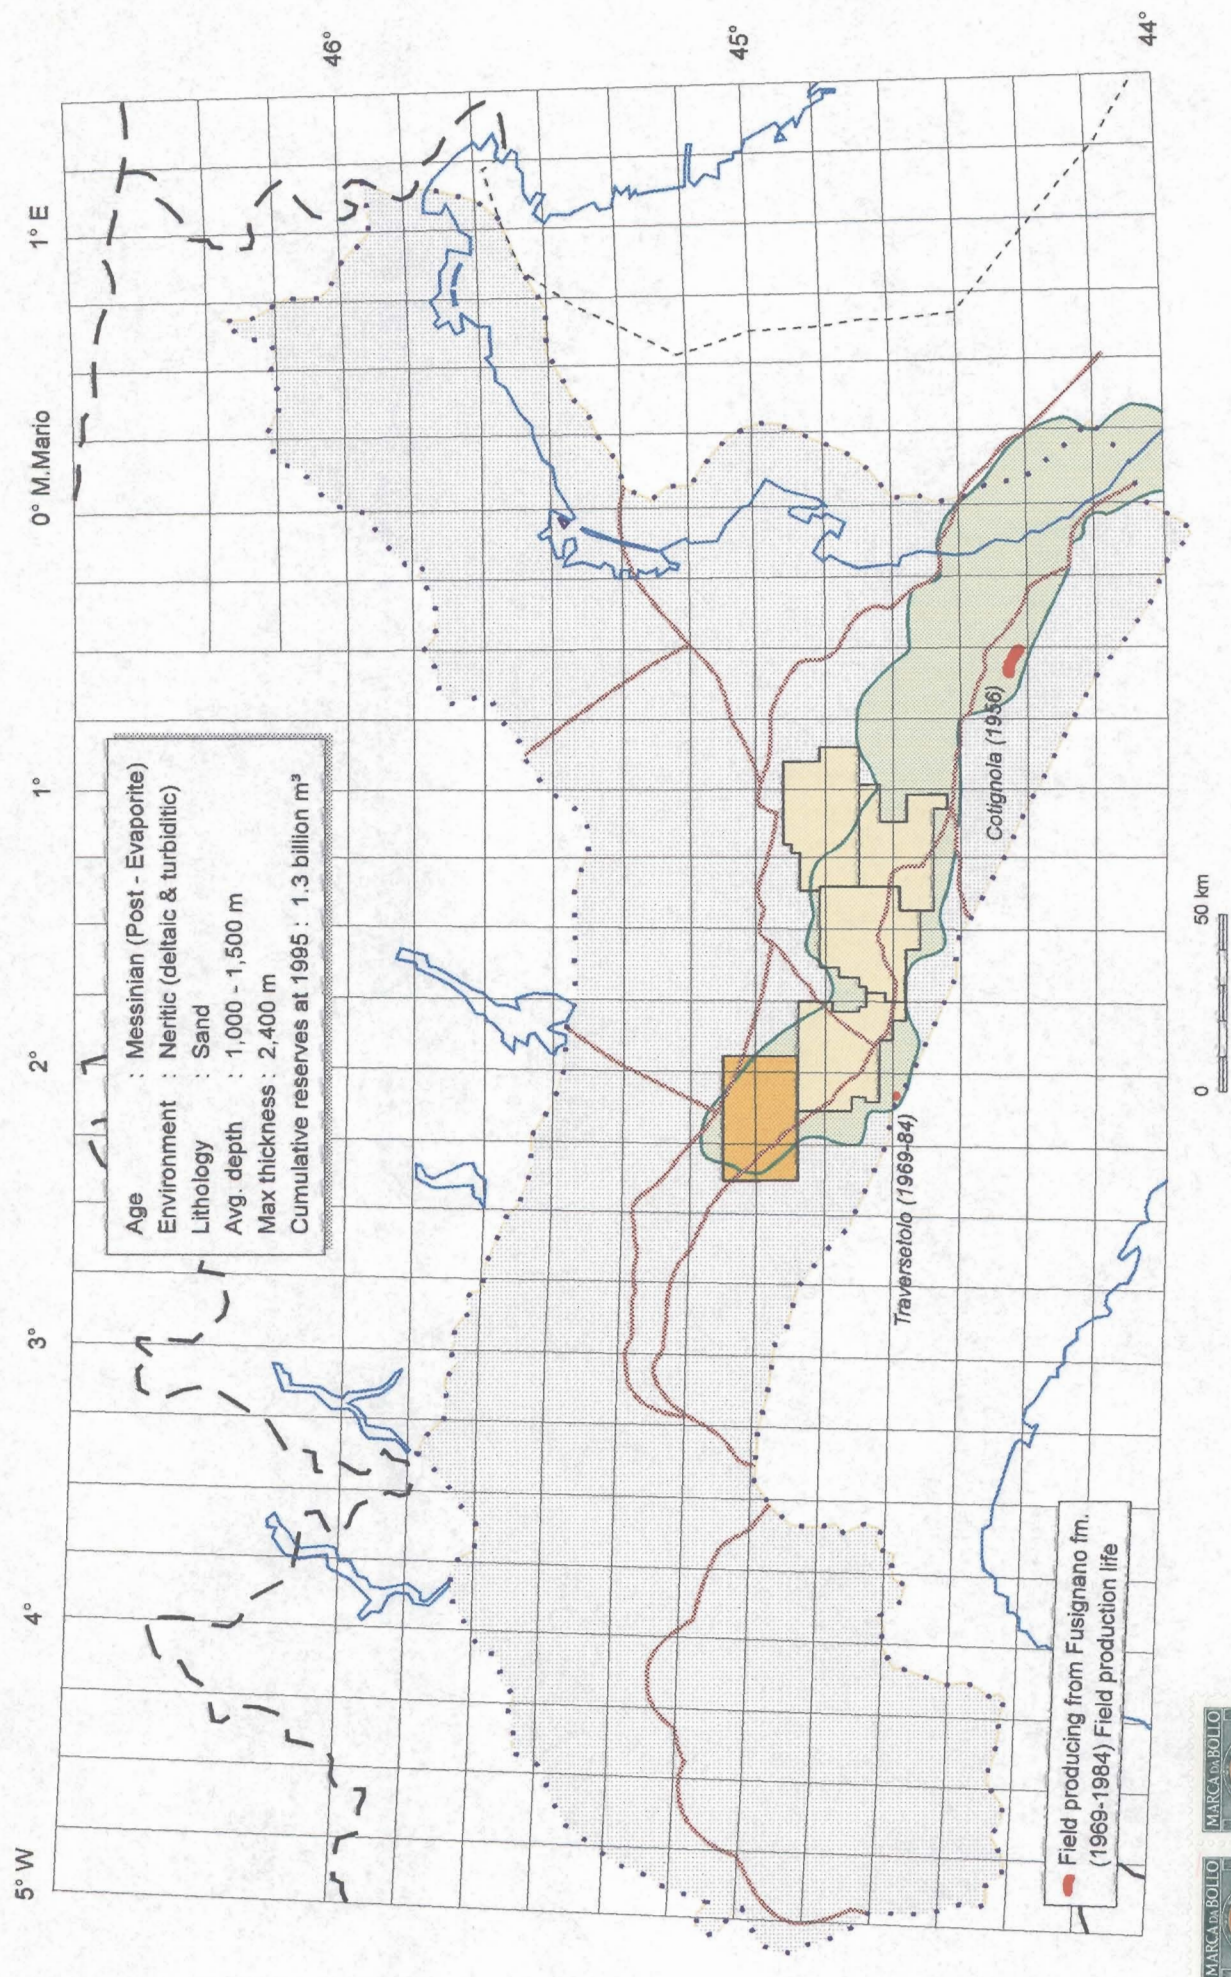 5° W
4°
3°
2°
1°
0° M.Mario
1° E
46°
45°
44°
Age : Messinian (Post - Evaporite)
Environment : Neritic (deltaic & turbiditic)
Lithology : Sand
Avg. depth : 1,000 - 1,500 m
Max thickness : 2,400 m
Cumulative reserves at 1995 : 1.3 billion m³
Traversetolo (1969-84)
Cotignola (1956)
Field producing from Fusignano fm.
(1969-1984) Field production life
0 50 km
MARCA DA BOLLO
MARCA DA BOLLO